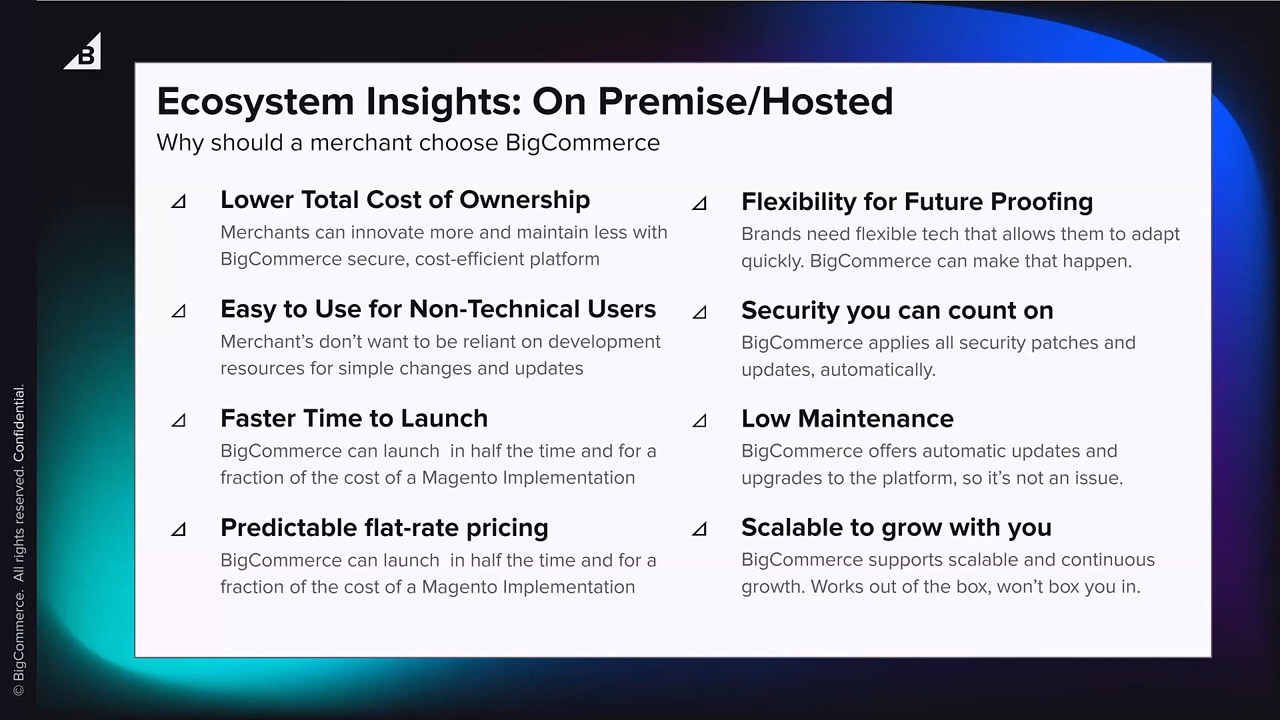 B
Ecosystem Insights: On Premise/Hosted
Why should a merchant choose BigCommerce
Lower Total Cost of Ownership
Merchants can innovate more and maintain less with
BigCommerce secure, cost-efficient platform
Easy to Use for Non-Technical Users
Merchant’s don’t want to be reliant on development
resources for simple changes and updates
Faster Time to Launch
BigCommerce can launch  in half the time and for a
fraction of the cost of a Magento Implementation
Predictable flat-rate pricing
BigCommerce can launch  in half the time and for a
fraction of the cost of a Magento Implementation
Flexibility for Future Proofing
Brands need flexible tech that allows them to adapt
quickly. BigCommerce can make that happen.
Security you can count on
BigCommerce applies all security patches and
updates, automatically.
Low Maintenance
BigCommerce offers automatic updates and
upgrades to the platform, so it’s not an issue.
Scalable to grow with you
BigCommerce supports scalable and continuous
growth. Works out of the box, won’t box you in.
© BigCommerce. All rights reserved. Confidential.